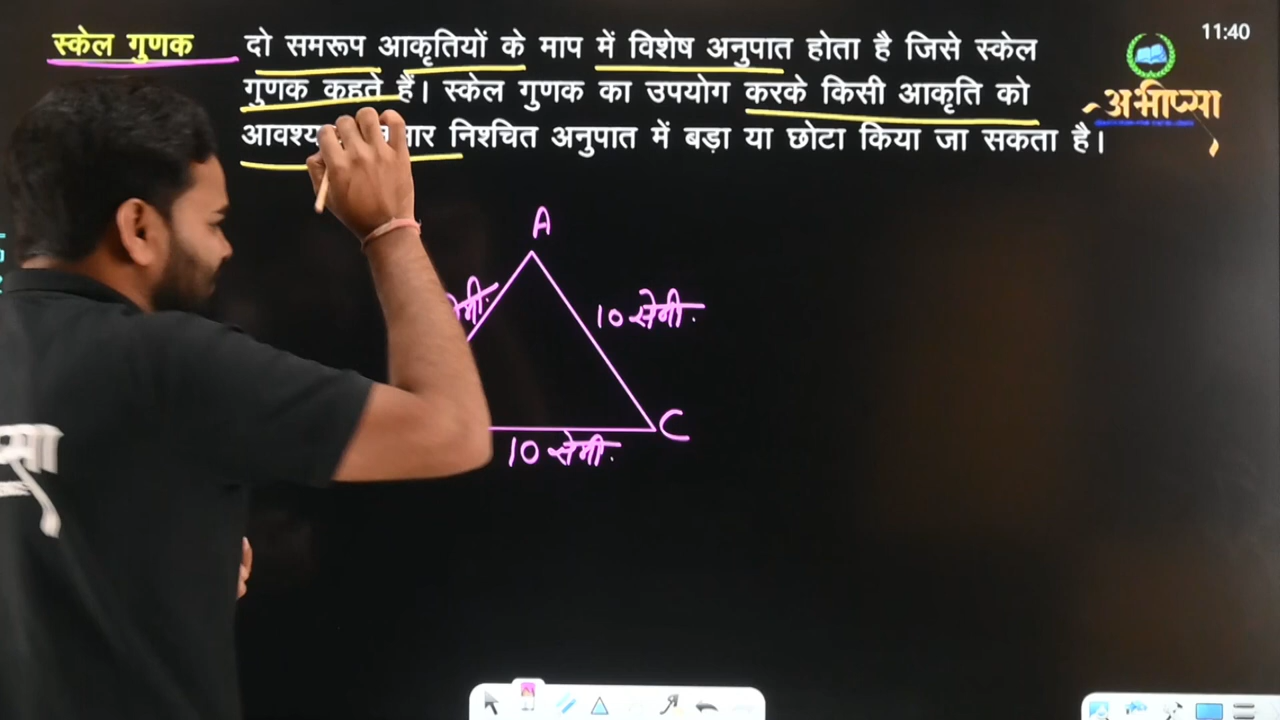 स्केल गुणक दो समरूप आकृतियों के माप में विशेष अनुपात होता है जिसे स्केल
गुणक कहते हैं। स्केल गुणक का उपयोग करके किसी आकृति को
निश्चित अनुपात में बड़ा या छोटा किया जा सकता है।
11:40
अभीप्सा
A
10 सेमी.
C
10 सेमी.